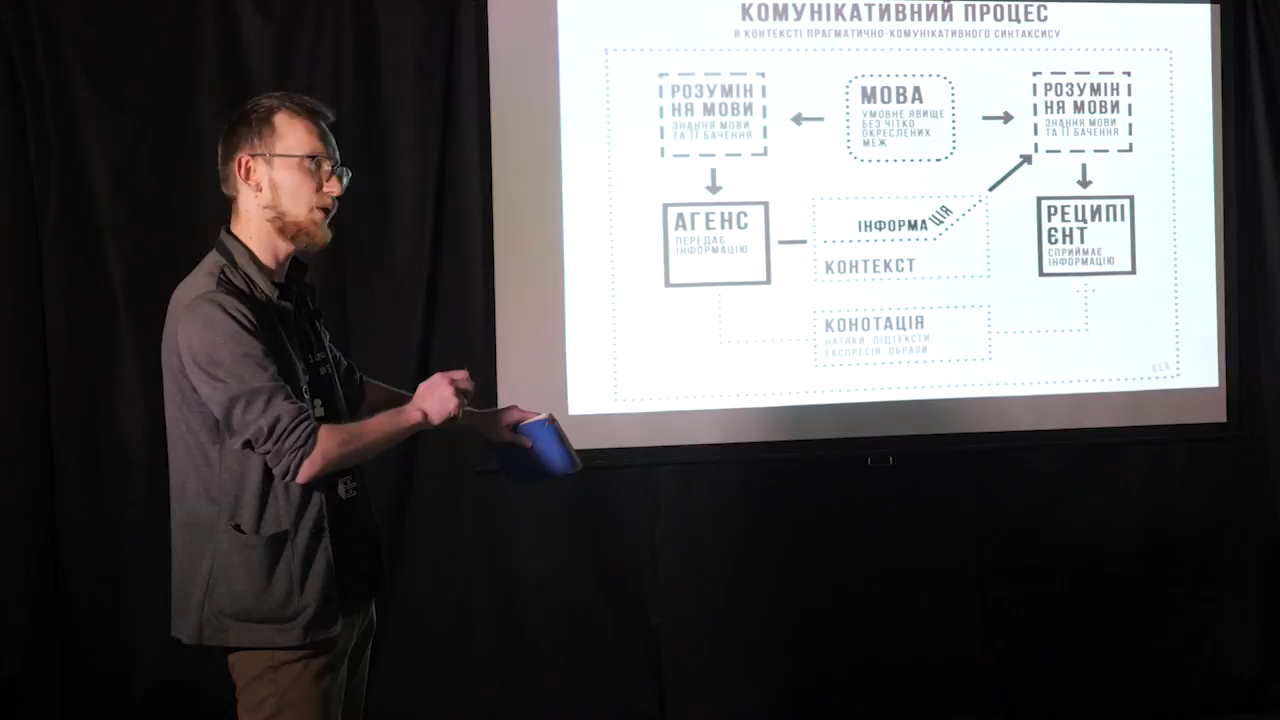 КОМУНІКАТИВНИЙ ПРОЦЕС
В КОНТЕКСТІ ПРАГМАТИЧНО-КОМУНІКАТИВНОГО СИНТАКСИСУ
РОЗУМІН
НЯ МОВИ
ЗНАННЯ МОВИ
ТА ЇЇ БАЧЕННЯ
МОВА
УМОВНЕ ЯВИЩЕ
БЕЗ ЧІТКО
ОКРЕСЛЕНИХ
МЕЖ
РОЗУМІН
НЯ МОВИ
ЗНАННЯ МОВИ
ТА ЇЇ БАЧЕННЯ
АГЕНС
ПЕРЕДАЄ
ІНФОРМАЦІЮ
ІНФОРМАЦІЯ
КОНТЕКСТ
РЕЦИПІ
ЄНТ
СПРИЙМАЄ
ІНФОРМАЦІЮ
КОНОТАЦІЯ
НАТЯКИ, ПІДТЕКСТИ,
ЕКСПРЕСІЯ, ОБРАЗИ
КЕК